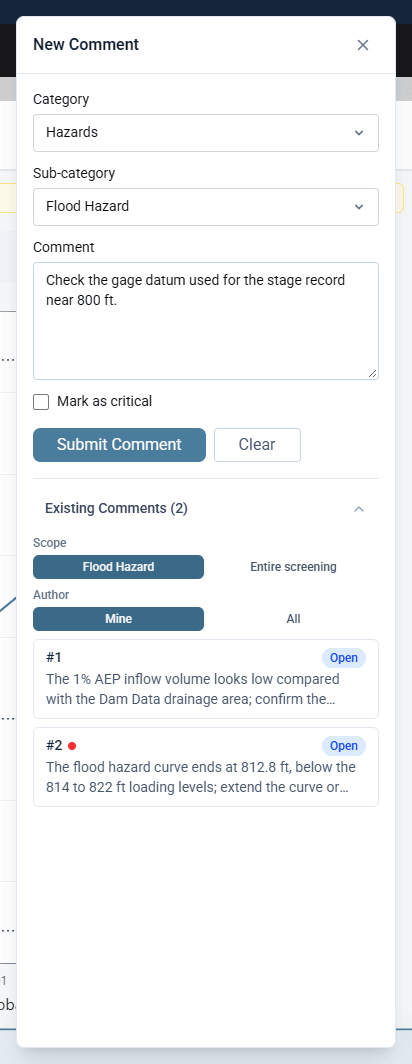 New Comment
Category
Hazards
Sub-category
Flood Hazard
Comment
Check the gage datum used for the stage record
near 800 ft.
Mark as critical
Submit Comment
Clear
Existing Comments (2)
Scope
Flood Hazard
Entire screening
Author
Mine
All
#1
Open
The 1% AEP inflow volume looks low compared
with the Dam Data drainage area; confirm the…
#2
Open
The flood hazard curve ends at 812.8 ft, below the
814 to 822 ft loading levels; extend the curve or…